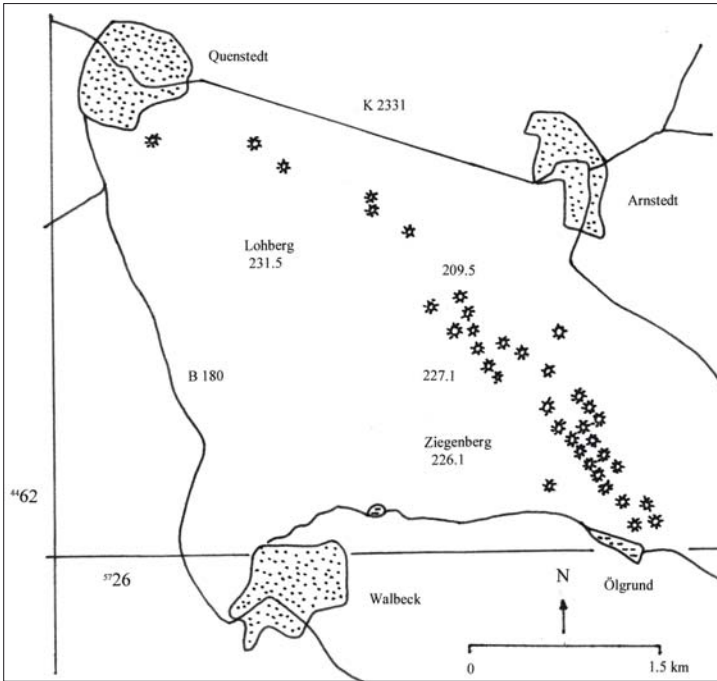 Quenstedt
K 2331
Arnstedt
Lohberg
231.5
209.5
B 180
227.1
Ziegenberg
226.1
⁴⁴62
⁵⁷26
N
Walbeck
Ölgrund
0
1.5 km